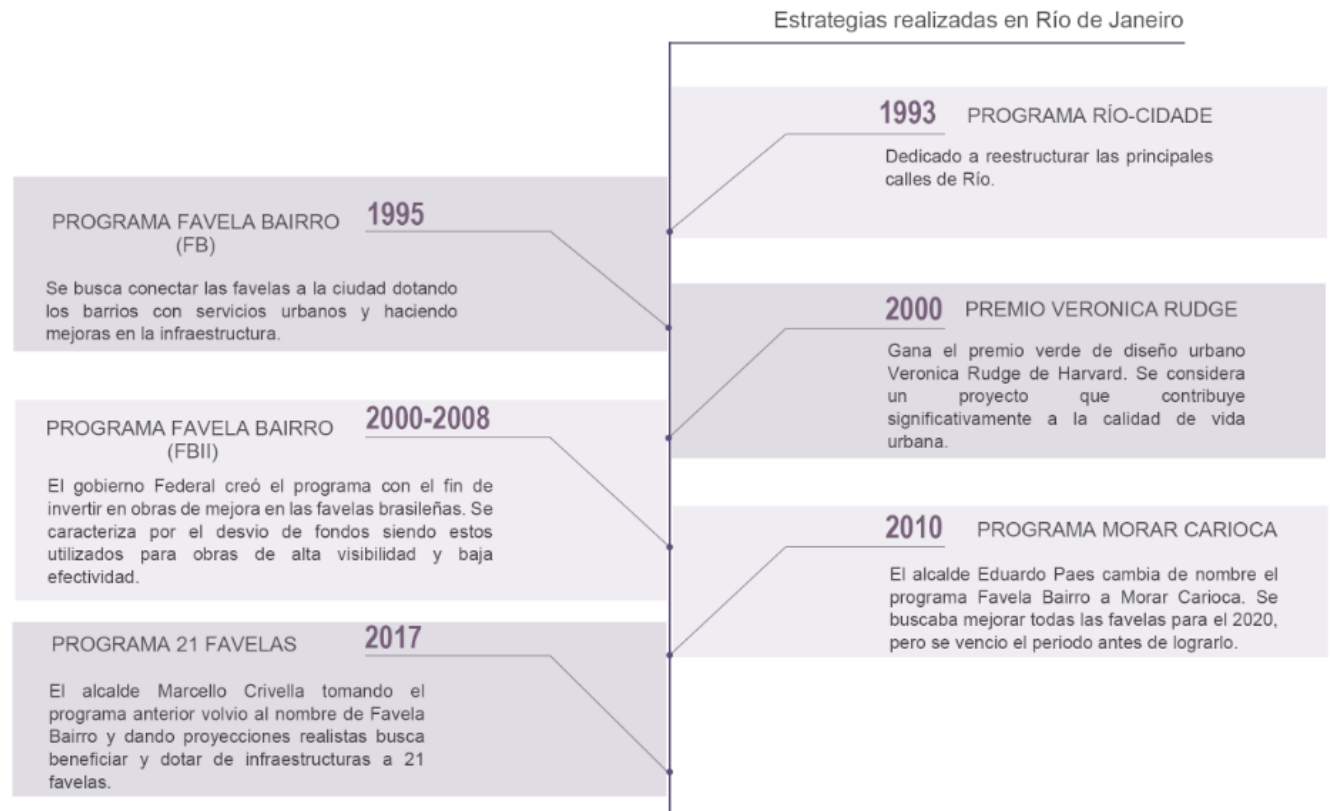 Estrategias realizadas en Río de Janeiro
1993 PROGRAMA RÍO-CIDADE
Dedicado a reestructurar las principales
calles de Río.
PROGRAMA FAVELA BAIRRO 1995
(FB)
Se busca conectar las favelas a la ciudad dotando
los barrios con servicios urbanos y haciendo
mejoras en la infraestructura.
2000 PREMIO VERONICA RUDGE
Gana el premio verde de diseño urbano
Veronica Rudge de Harvard. Se considera
un proyecto que contribuye
significativamente a la calidad de vida
urbana.
PROGRAMA FAVELA BAIRRO 2000-2008
(FBII)
El gobierno Federal creó el programa con el fin de
invertir en obras de mejora en las favelas brasileñas. Se
caracteriza por el desvio de fondos siendo estos
utilizados para obras de alta visibilidad y baja
efectividad.
2010 PROGRAMA MORAR CARIOCA
El alcalde Eduardo Paes cambia de nombre el
programa Favela Bairro a Morar Carioca. Se
buscaba mejorar todas las favelas para el 2020,
pero se vencio el periodo antes de lograrlo.
PROGRAMA 21 FAVELAS 2017
El alcalde Marcello Crivella tomando el
programa anterior volvio al nombre de Favela
Bairro y dando proyecciones realistas busca
beneficiar y dotar de infraestructuras a 21
favelas.